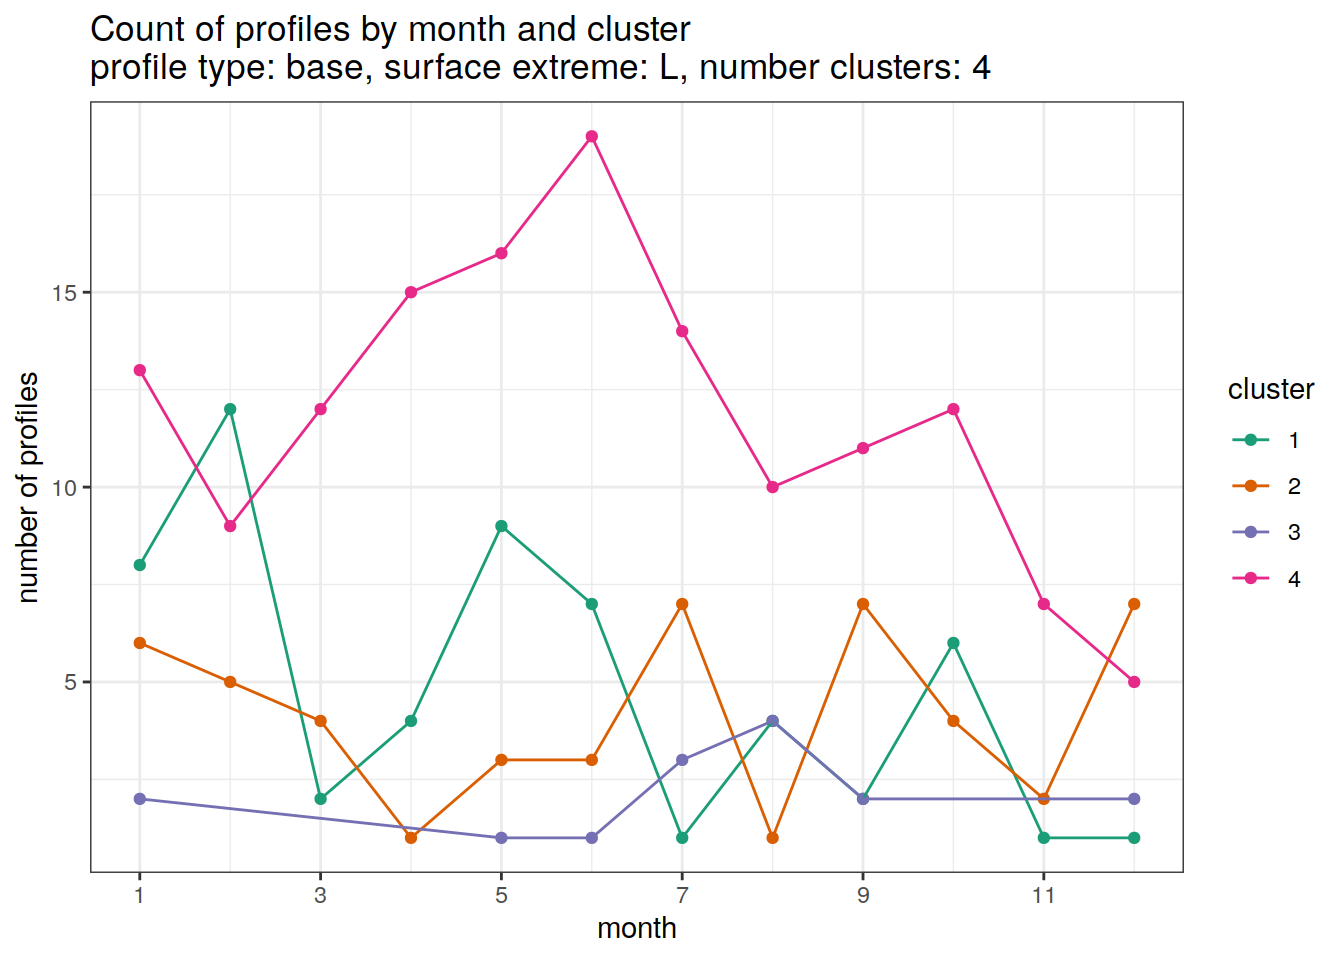 Count of profiles by month and cluster
profile type: base, surface extreme: L, number clusters: 4
15
10
5
number of profiles
1 3 5 7 9 11
month
cluster
1
2
3
4